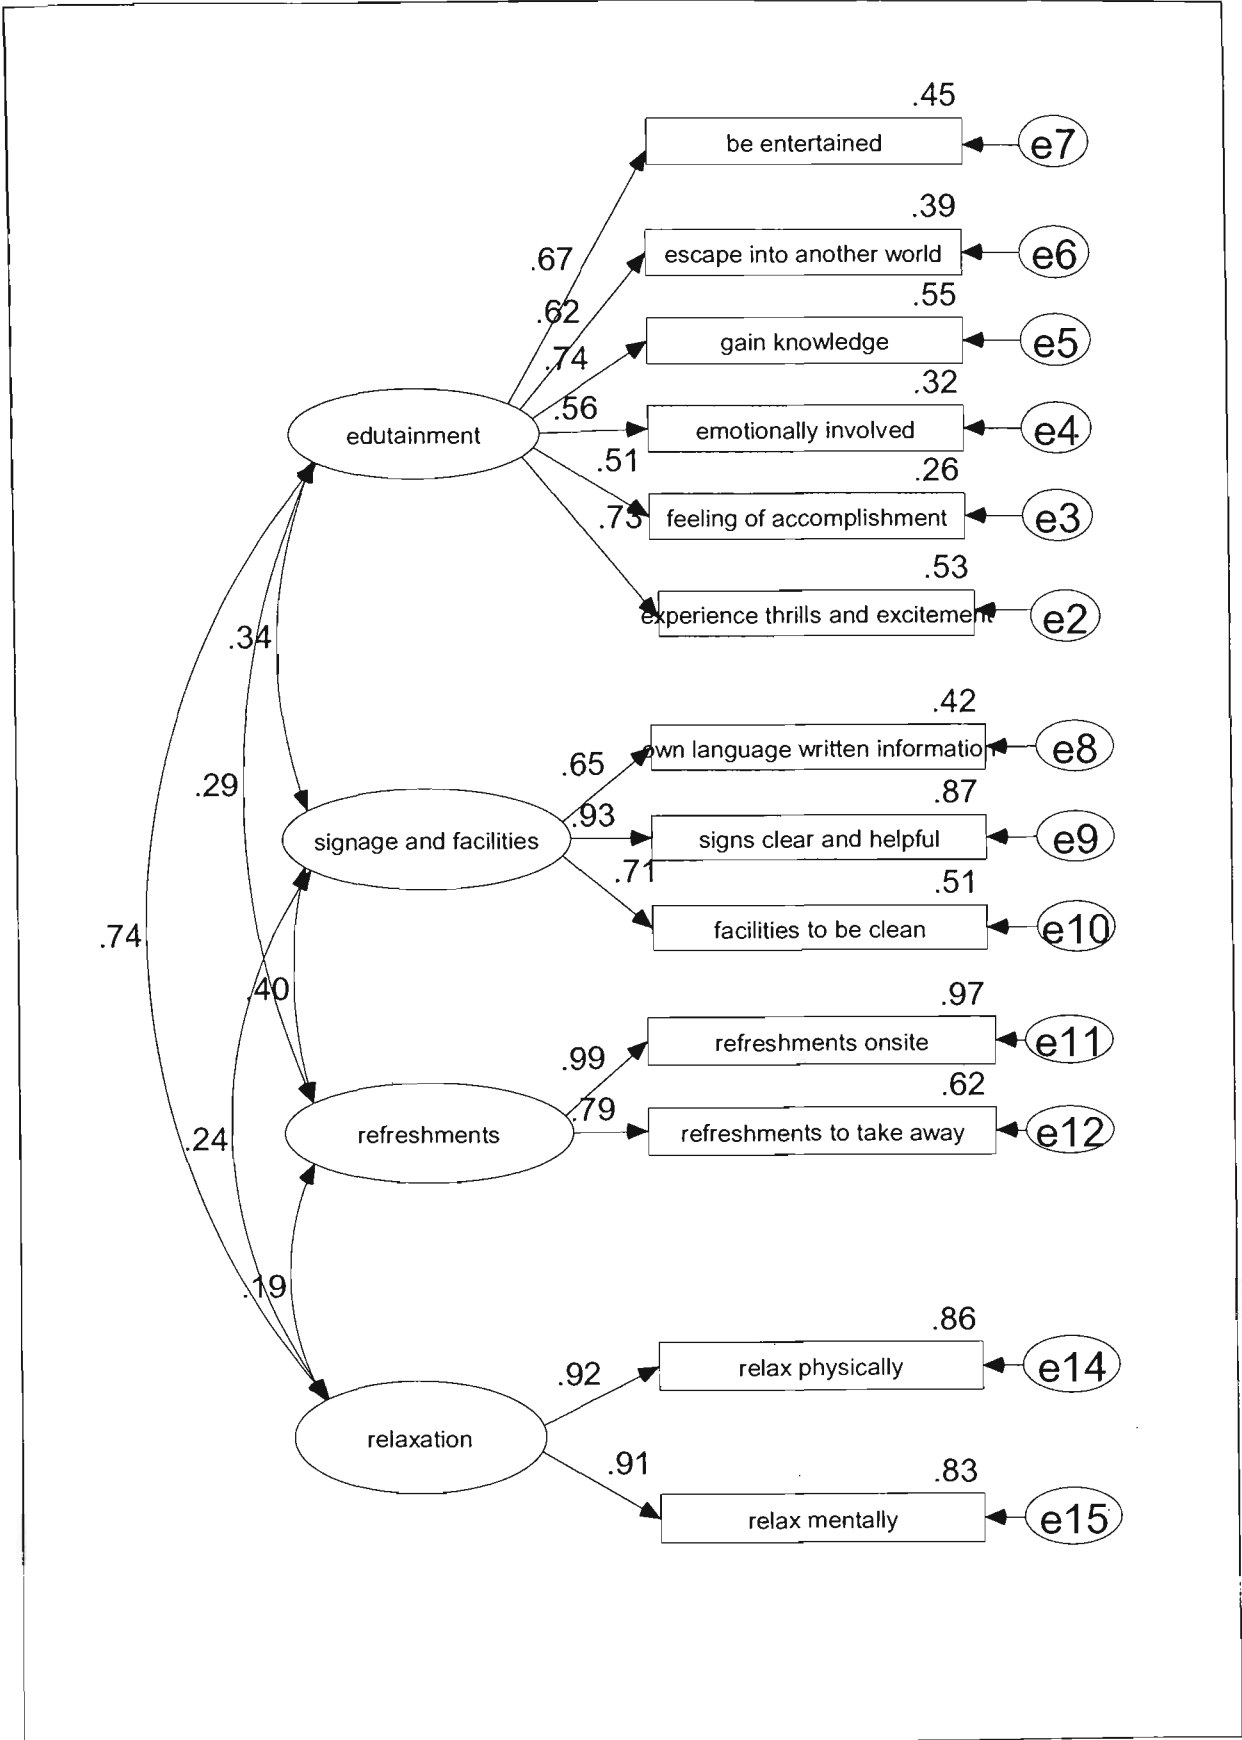 .45
be entertained
e7
.39
.67
escape into another world
e6
.62
.55
gain knowledge
e5
.74
.32
.56
edutainment
emotionally involved
e4
.51
.26
.73
feeling of accomplishment
e3
.53
experience thrills and excitement
e2
.34
.42
own language written information
e8
.65
.29
.87
.93
signage and facilities
signs clear and helpful
e9
.71
.51
.74
facilities to be clean
e10
.40
.97
refreshments onsite
e11
.99
.62
.79
refreshments
refreshments to take away
e12
.24
.19
.86
relax physically
e14
.92
relaxation
.91
.83
relax mentally
e15